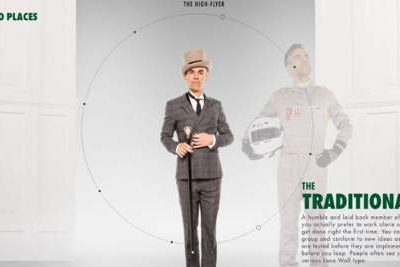 THE HIGH-FLYER
D PLACES
THE
TRADITIONA
A humble and laid back member of
you actually prefer to work alone
get done right the first time. You
group and conform to new ideas
are tested before they are implemen
before you leap. People often see
serious Lone Wolf type.